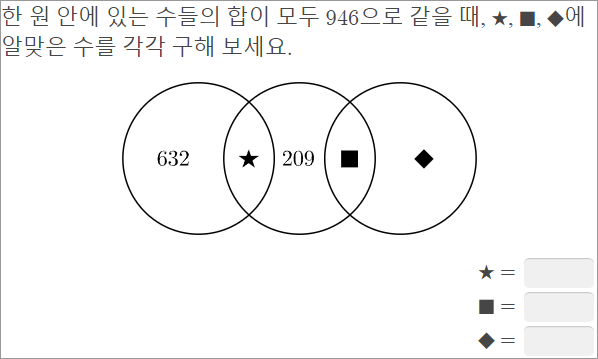 한 원 안에 있는 수들의 합이 모두 946으로 같을 때, ★, ■, ◆에
알맞은 수를 각각 구해 보세요.
632 ★ 209 ■ ◆
★ =
■ =
◆ =